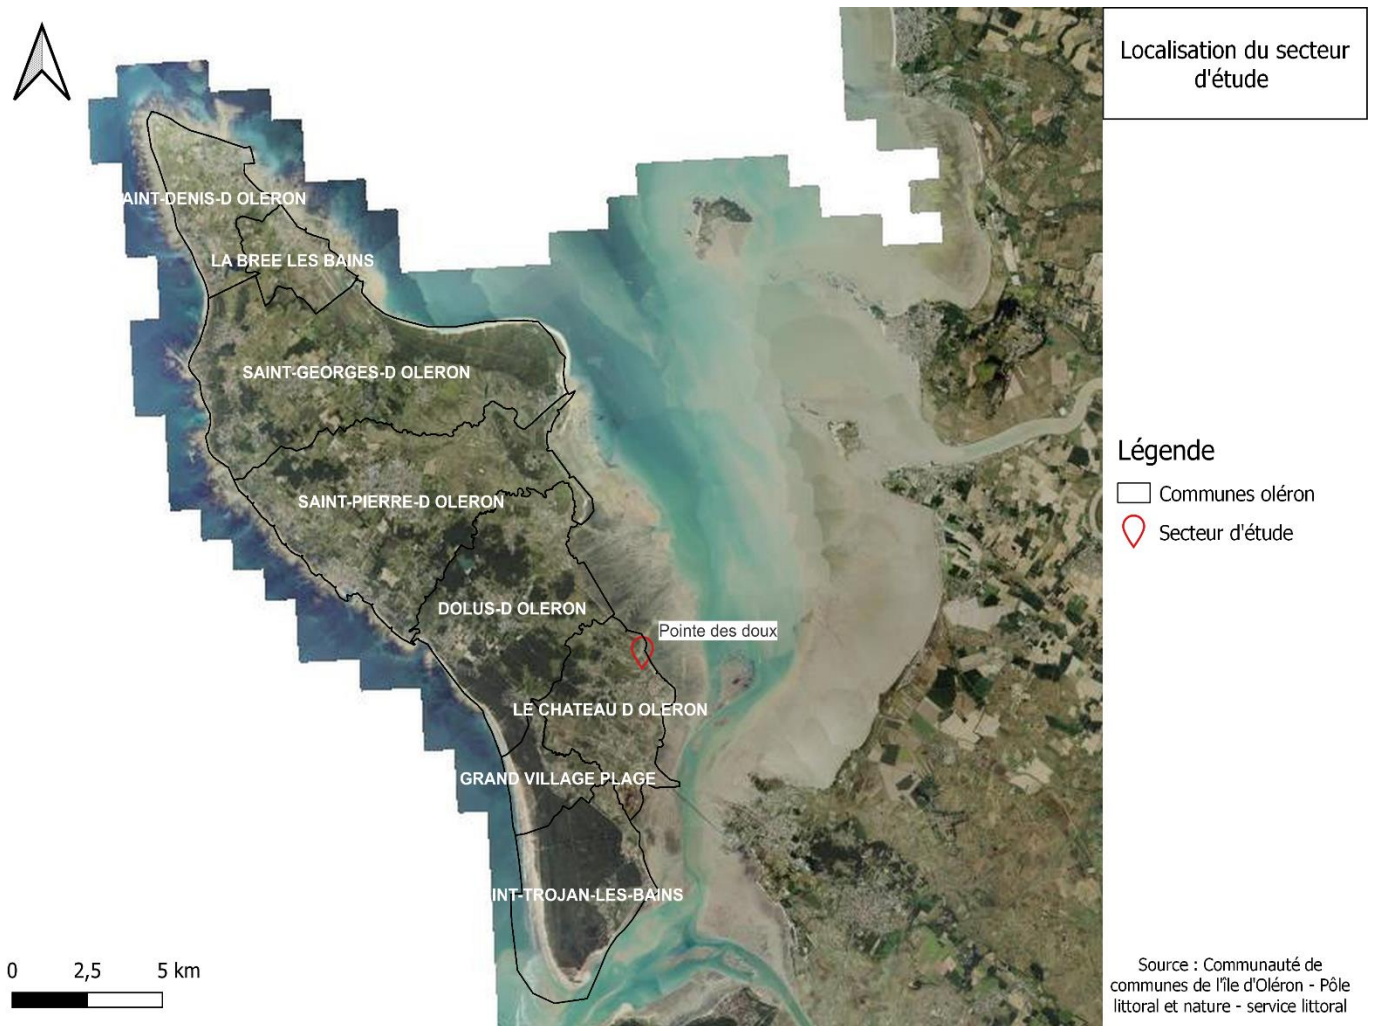 Localisation du secteur
d'étude
AINT-DENIS-D OLERON
LA BREE LES BAINS
SAINT-GEORGES-D OLERON
SAINT-PIERRE-D OLERON
DOLUS-D OLERON
Pointe des doux
LE CHATEAU D OLERON
GRAND VILLAGE PLAGE
INT-TROJAN-LES-BAINS
Légende
Communes oléron
Secteur d'étude
0 2,5 5 km
Source : Communauté de
communes de l'île d'Oléron - Pôle
littoral et nature - service littoral